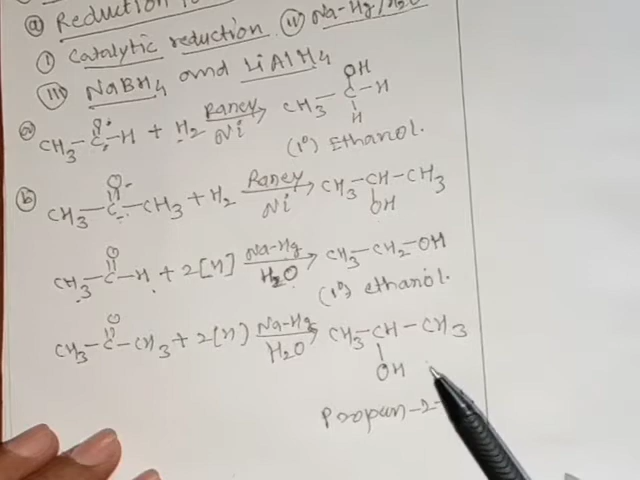 ⓐ Reduction
ⓘ Catalytic reduction ⓘⓘ Na-Hg/H2O
ⓘⓘⓘ NaBH4 and LiAlH4
OH
ⓐ CH3-C-H + H2 Raney Ni → CH3-C-H
O H
(1°) Ethanol.
O
ⓑ CH3-C-CH3 + H2 Raney Ni → CH3-CH-CH3
OH
O
CH3-C-H + 2[H] Na-Hg H2O → CH3-CH2-OH
(1°) ethanol.
O
CH3-C-CH3 + 2[H] Na-Hg H2O → CH3-CH-CH3
OH
Propan-2-